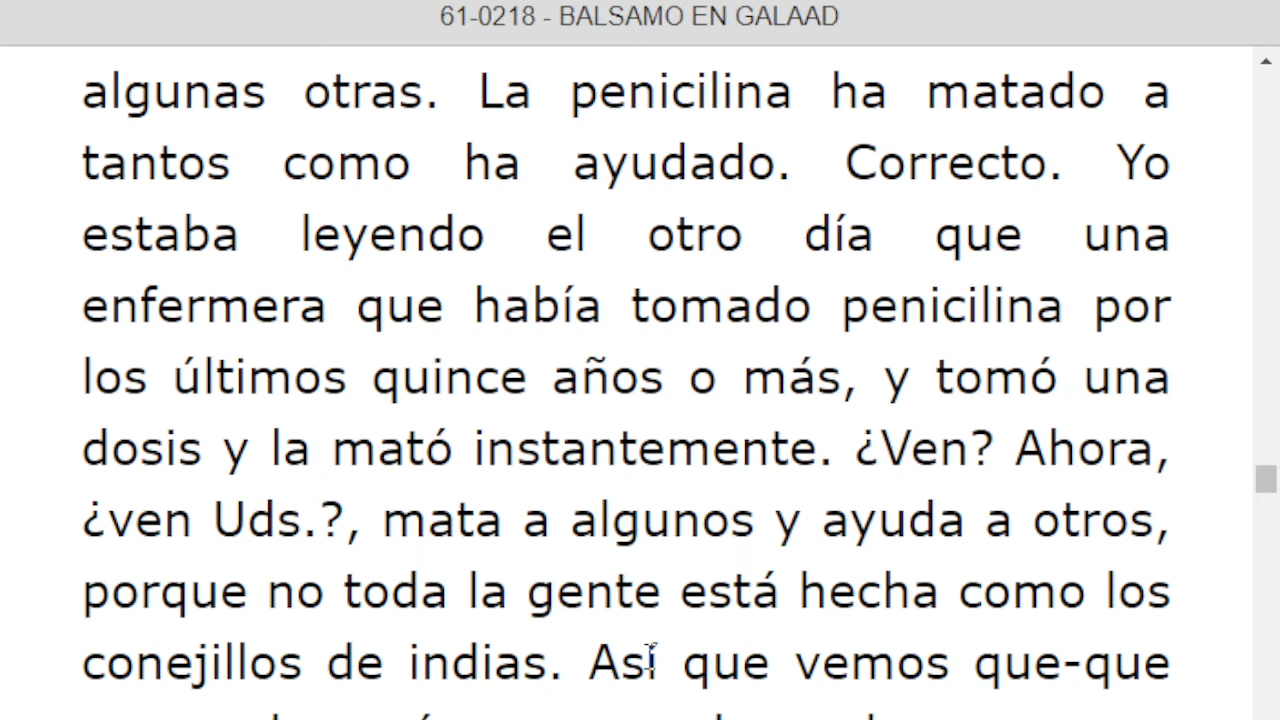 61-0218 - BALSAMO EN GALAAD
algunas otras. La penicilina ha matado a
tantos como ha ayudado. Correcto. Yo
estaba leyendo el otro día que una
enfermera que había tomado penicilina por
los últimos quince años o más, y tomó una
dosis y la mató instantemente. ¿Ven? Ahora,
¿ven Uds.?, mata a algunos y ayuda a otros,
porque no toda la gente está hecha como los
conejillos de indias. Así que vemos que-que